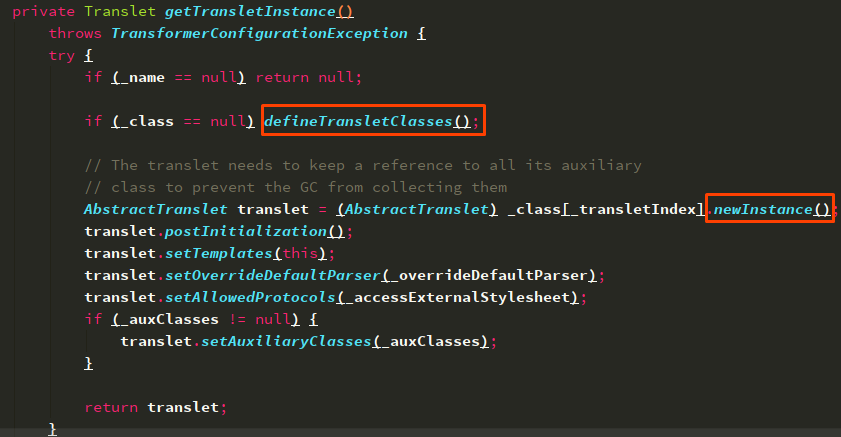 private Translet getTransletInstance()
    throws TransformerConfigurationException {
    try {
        if (_name == null) return null;

        if (_class == null) defineTransletClasses();

        // The translet needs to keep a reference to all its auxiliary
        // class to prevent the GC from collecting them
        AbstractTranslet translet = (AbstractTranslet) _class[_transletIndex].newInstance();
        translet.postInitialization();
        translet.setTemplates(this);
        translet.setOverrideDefaultParser(_overrideDefaultParser);
        translet.setAllowedProtocols(_accessExternalStylesheet);
        if (_auxClasses != null) {
            translet.setAuxiliaryClasses(_auxClasses);
        }

        return translet;
    }